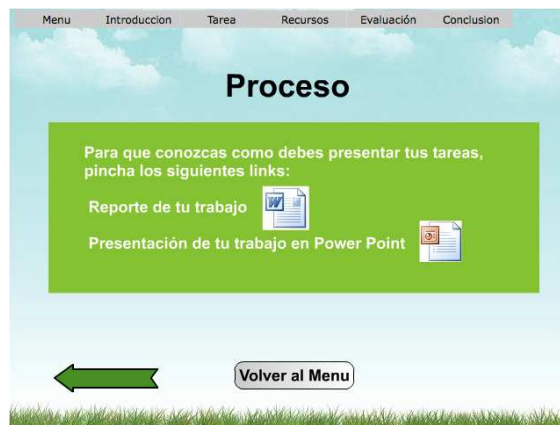 Menu Introduccion Tarea Recursos Evaluación Conclusion
Proceso
Para que conozcas como debes presentar tus tareas,
pincha los siguientes links:
Reporte de tu trabajo
Presentación de tu trabajo en Power Point
Volver al Menu